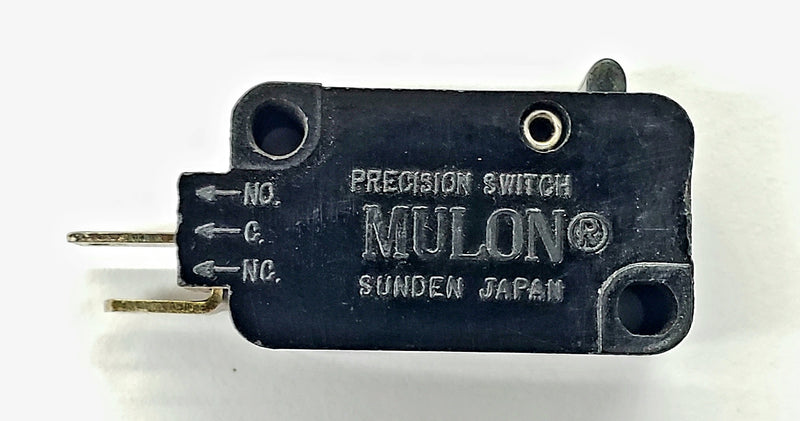 PRECISION SWITCH
MULON®
SUNDEN JAPAN
←NO.
←C.
←NC.